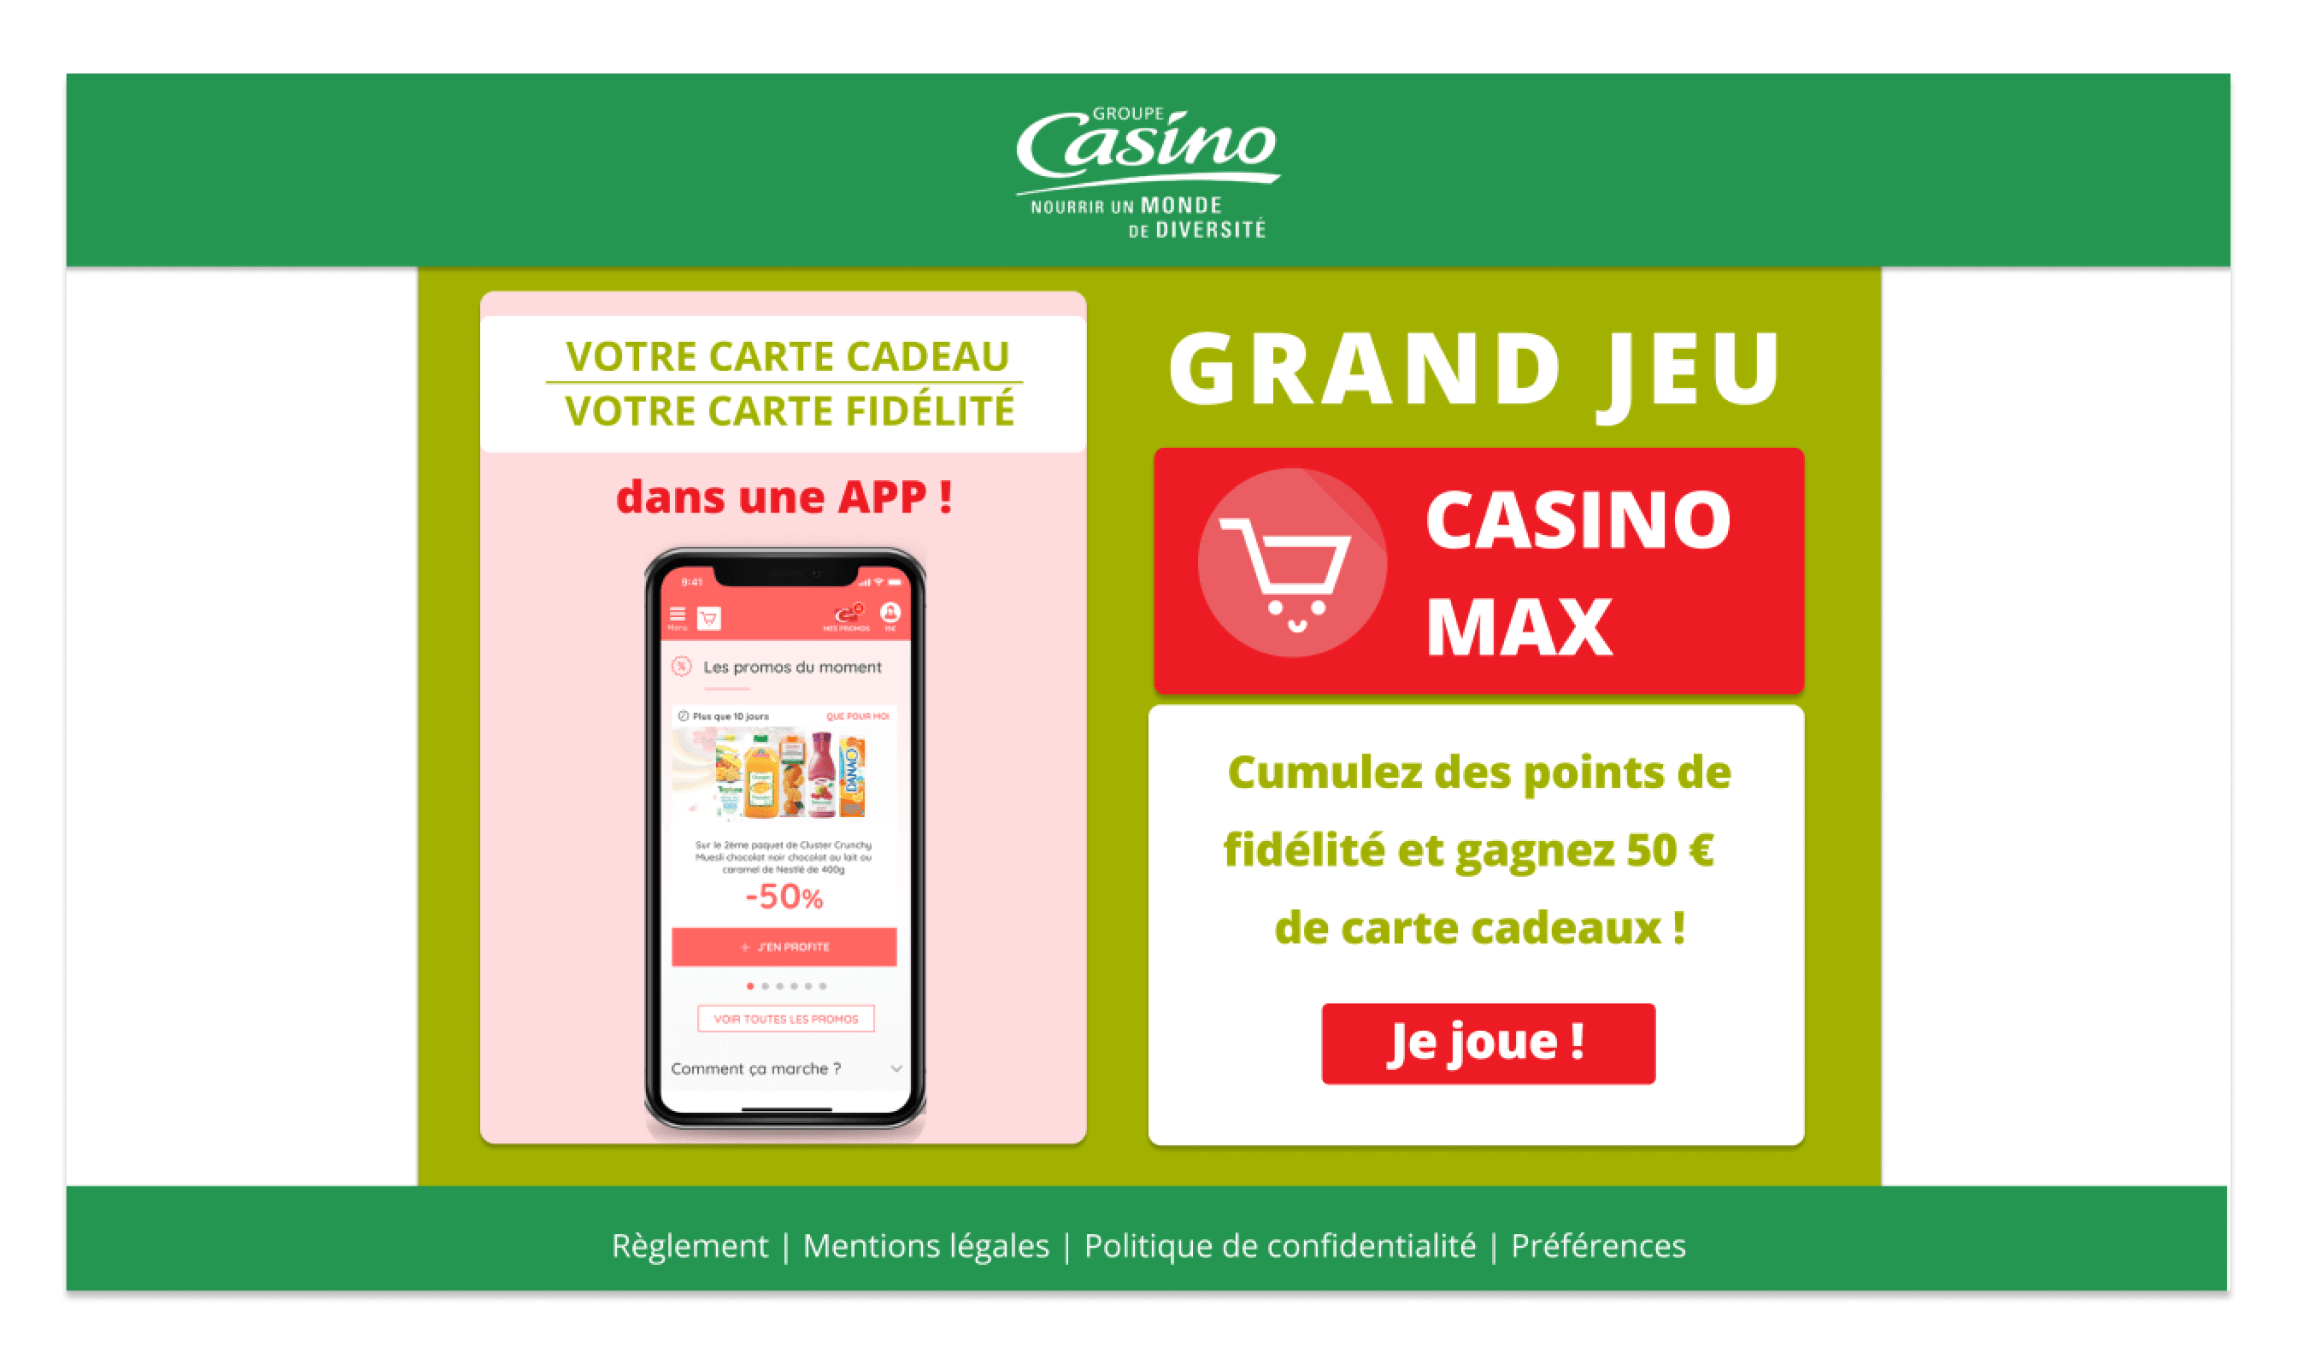 GROUPE
Casino
NOURRIR UN MONDE
DE DIVERSITÉ
VOTRE CARTE CADEAU
VOTRE CARTE FIDÉLITÉ
dans une APP !
9:41
Menu
MES PROMOS
15€
Les promos du moment
Plus que 10 jours
QUE POUR MOI
Tropicana
DANAO
Sur le 2ème paquet de Cluster Crunchy
Muesli chocolat noir chocolat au lait ou
caramel de Nestlé de 400g
-50%
+ J'EN PROFITE
VOIR TOUTES LES PROMOS
Comment ça marche ?
GRAND JEU
CASINO
MAX
Cumulez des points de
fidélité et gagnez 50 €
de carte cadeaux !
Je joue !
Règlement | Mentions légales | Politique de confidentialité | Préférences